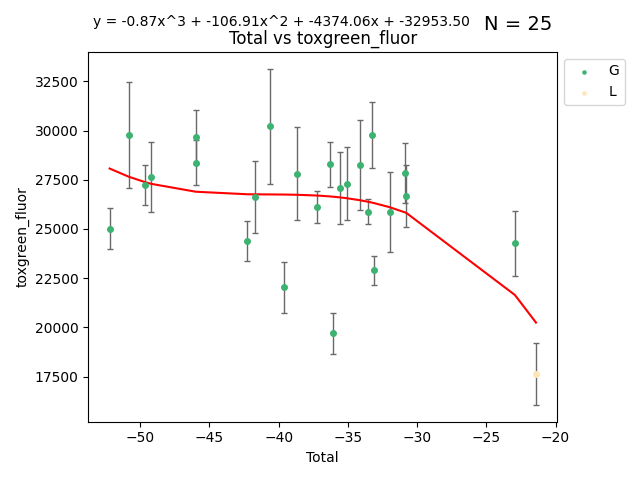 y = -0.87x^3 + -106.91x^2 + -4374.06x + -32953.50
N = 25
Total vs toxgreen_fluor
32500
30000
27500
25000
22500
20000
17500
toxgreen_fluor
−50
−45
−40
−35
−30
−25
−20
Total
G
L